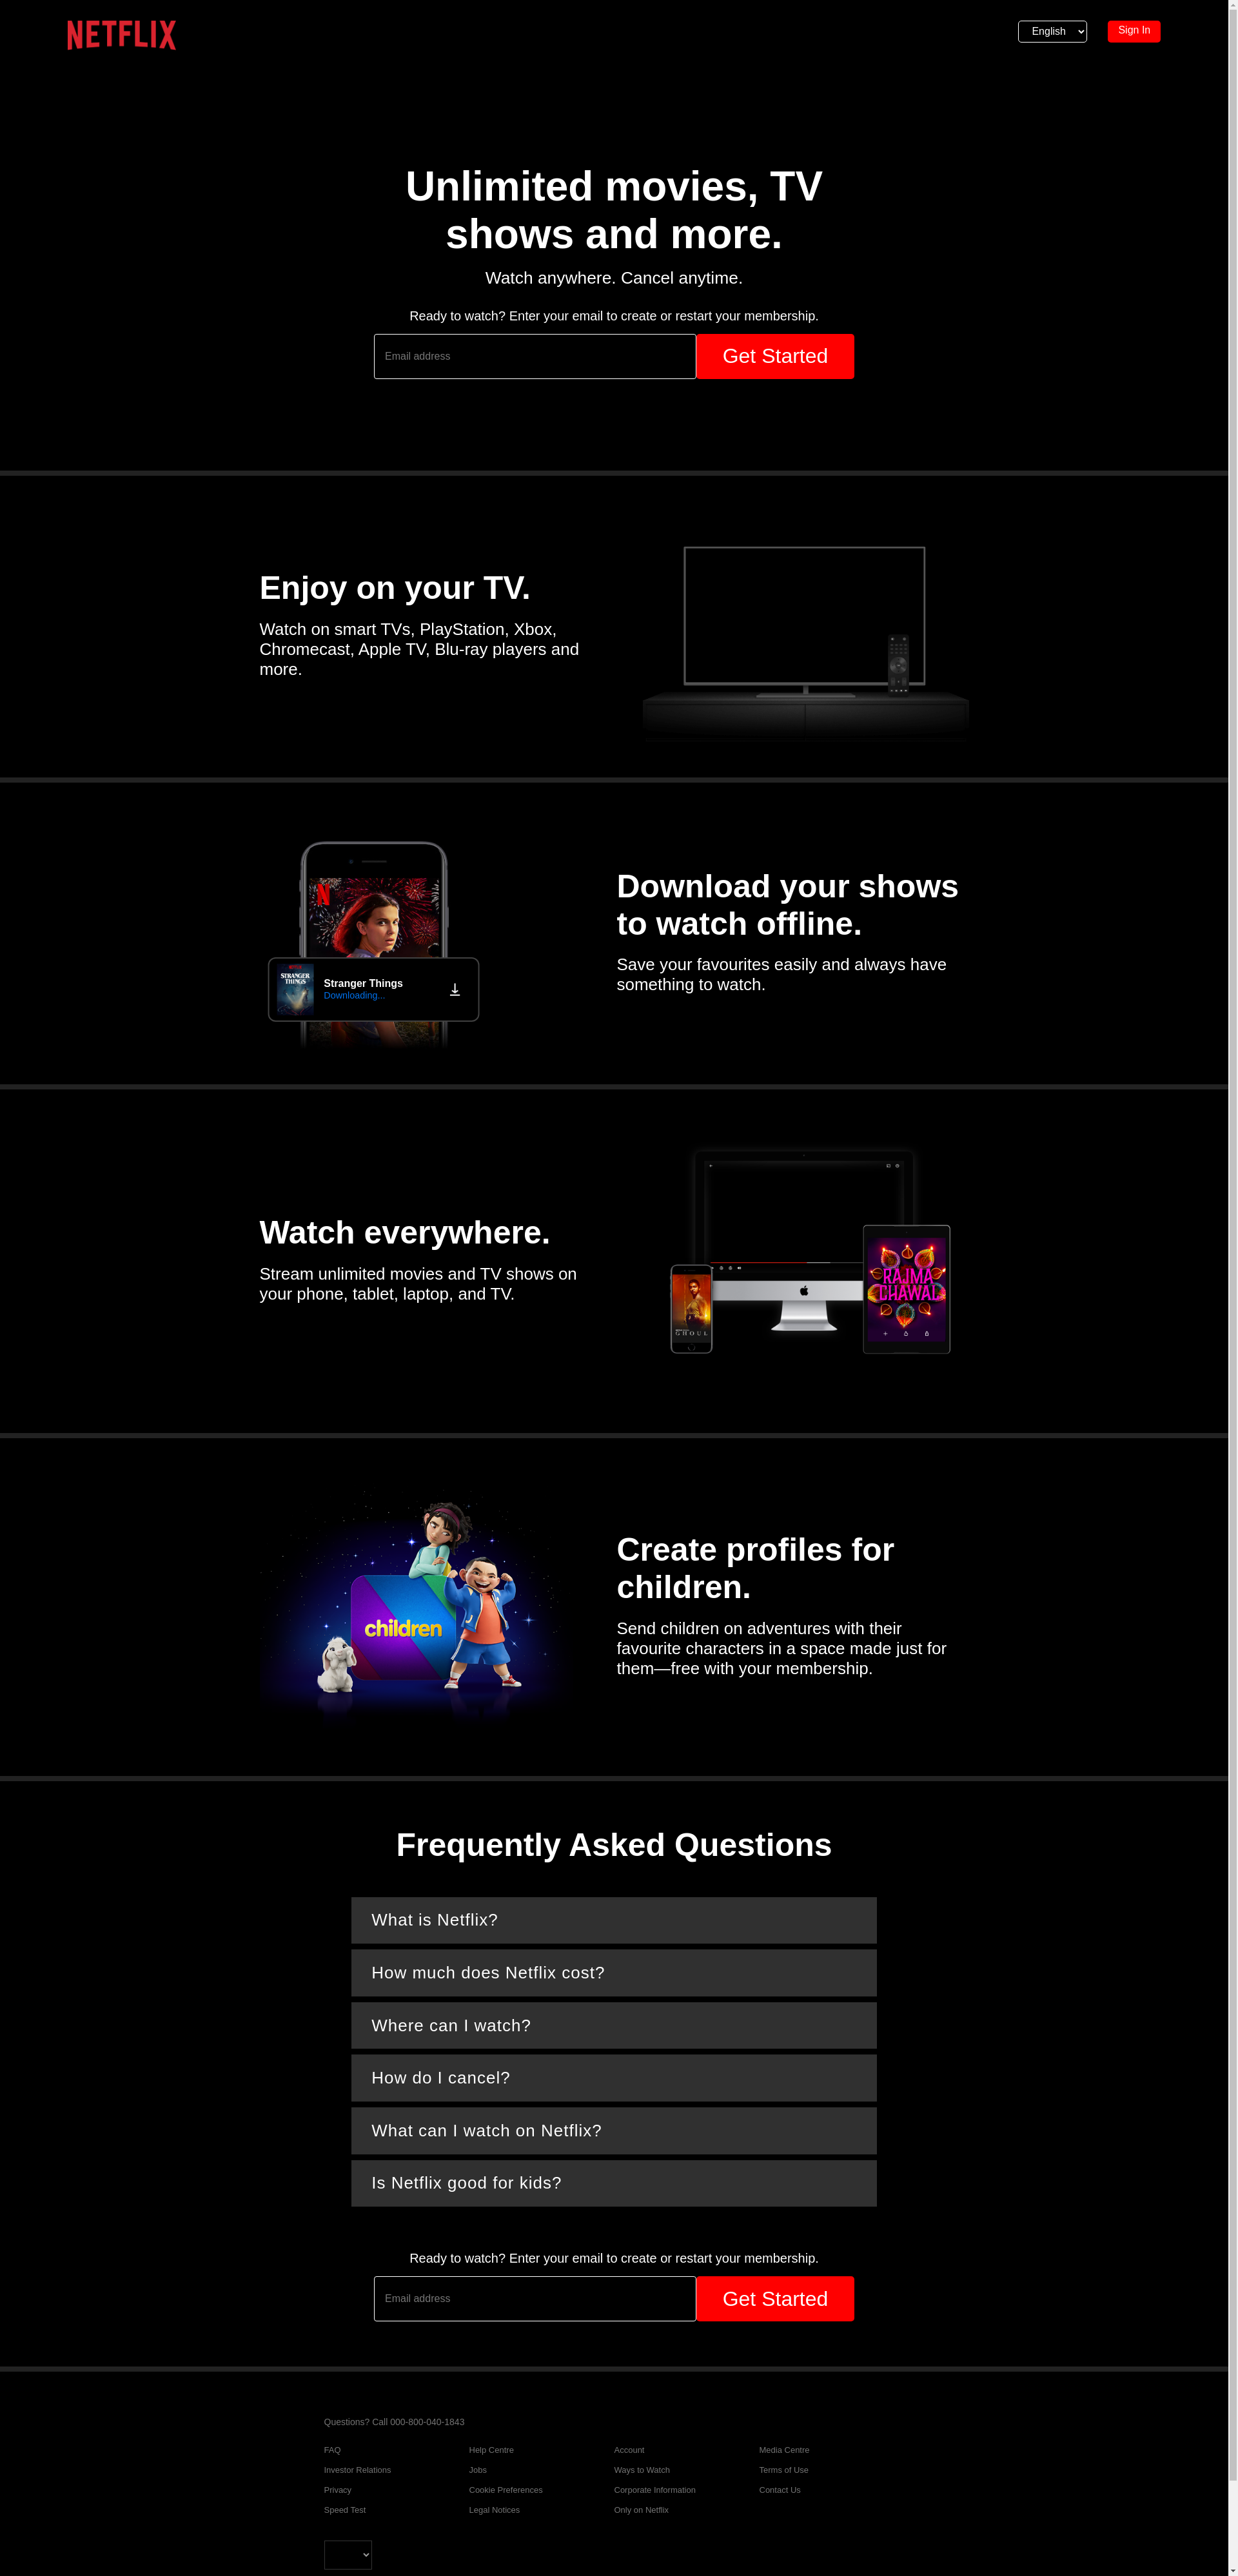 NETFLIX
English
Sign In
Unlimited movies, TV
shows and more.
Watch anywhere. Cancel anytime.
Ready to watch? Enter your email to create or restart your membership.
Email address
Get Started
Enjoy on your TV.
Watch on smart TVs, PlayStation, Xbox,
Chromecast, Apple TV, Blu-ray players and
more.
N
STRANGER
THINGS
Stranger Things
Downloading...
Download your shows
to watch offline.
Save your favourites easily and always have
something to watch.
Watch everywhere.
Stream unlimited movies and TV shows on
your phone, tablet, laptop, and TV.
GHOUL
RAJMA
CHAWAL
children
Create profiles for
children.
Send children on adventures with their
favourite characters in a space made just for
them—free with your membership.
Frequently Asked Questions
What is Netflix?
How much does Netflix cost?
Where can I watch?
How do I cancel?
What can I watch on Netflix?
Is Netflix good for kids?
Ready to watch? Enter your email to create or restart your membership.
Email address
Get Started
Questions? Call 000-800-040-1843
FAQ
Help Centre
Account
Media Centre
Investor Relations
Jobs
Ways to Watch
Terms of Use
Privacy
Cookie Preferences
Corporate Information
Contact Us
Speed Test
Legal Notices
Only on Netflix